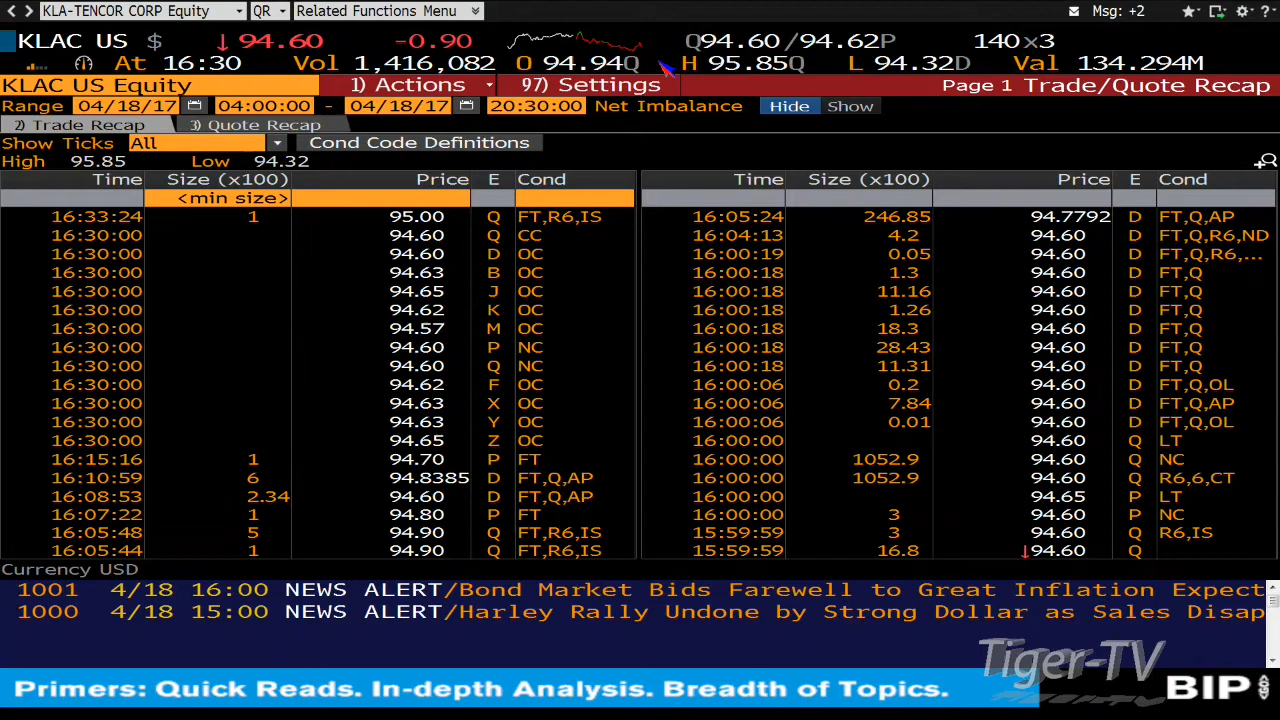 KLA-TENCOR CORP Equity QR Related Functions Menu Msg: +2
KLAC US $ ↓94.60 -0.90 Q94.60/94.62P 140×3
At 16:30 Vol 1,416,082 O 94.94Q H 95.85Q L 94.32D Val 134.294M
KLAC US Equity 1) Actions 97) Settings Page 1 Trade/Quote Recap
Range 04/18/17 04:00:00 - 04/18/17 20:30:00 Net Imbalance Hide Show
2) Trade Recap 3) Quote Recap
Show Ticks All Cond Code Definitions
High 95.85 Low 94.32
Time Size (x100) Price E Cond Time Size (x100) Price E Cond
<min size>
16:33:24 1 95.00 Q FT,R6,IS 16:05:24 246.85 94.7792 D FT,Q,AP
16:30:00 94.60 Q CC 16:04:13 4.2 94.60 D FT,Q,R6,ND
16:30:00 94.60 D OC 16:00:19 0.05 94.60 D FT,Q,R6,...
16:30:00 94.63 B OC 16:00:18 1.3 94.60 D FT,Q
16:30:00 94.65 J OC 16:00:18 11.16 94.60 D FT,Q
16:30:00 94.62 K OC 16:00:18 1.26 94.60 D FT,Q
16:30:00 94.57 M OC 16:00:18 18.3 94.60 D FT,Q
16:30:00 94.60 P NC 16:00:18 28.43 94.60 D FT,Q
16:30:00 94.60 Q NC 16:00:18 11.31 94.60 D FT,Q
16:30:00 94.62 F OC 16:00:06 0.2 94.60 D FT,Q,OL
16:30:00 94.63 X OC 16:00:06 7.84 94.60 D FT,Q,AP
16:30:00 94.63 Y OC 16:00:06 0.01 94.60 D FT,Q,OL
16:30:00 94.65 Z OC 16:00:00 94.60 Q LT
16:15:16 1 94.70 P FT 16:00:00 1052.9 94.60 Q NC
16:10:59 6 94.8385 D FT,Q,AP 16:00:00 1052.9 94.60 Q R6,6,CT
16:08:53 2.34 94.60 D FT,Q,AP 16:00:00 94.65 P LT
16:07:22 1 94.80 P FT 16:00:00 3 94.60 P NC
16:05:48 5 94.90 Q FT,R6,IS 15:59:59 3 94.60 Q R6,IS
16:05:44 1 94.90 Q FT,R6,IS 15:59:59 16.8 ↓94.60 Q
Currency USD
1001 4/18 16:00 NEWS ALERT/Bond Market Bids Farewell to Great Inflation Expect
1000 4/18 15:00 NEWS ALERT/Harley Rally Undone by Strong Dollar as Sales Disap
Tiger-TV
Primers: Quick Reads. In-depth Analysis. Breadth of Topics. BIP